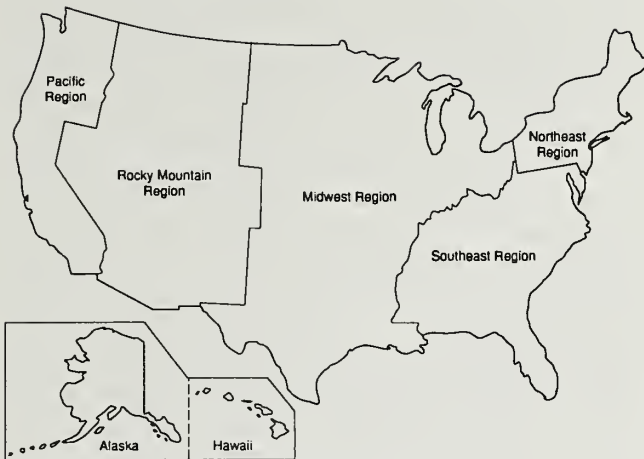 Pacific
Region
Rocky Mountain
Region
Midwest Region
Northeast
Region
Southeast Region
Alaska
Hawaii